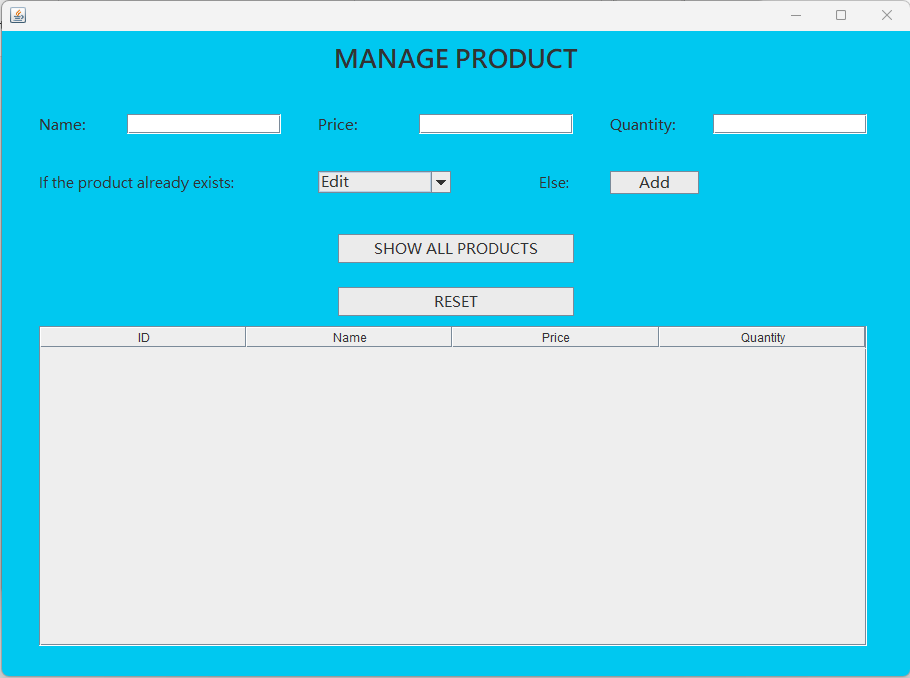 MANAGE PRODUCT
Name: Price: Quantity:
If the product already exists: Edit Else: Add
SHOW ALL PRODUCTS
RESET
ID Name Price Quantity